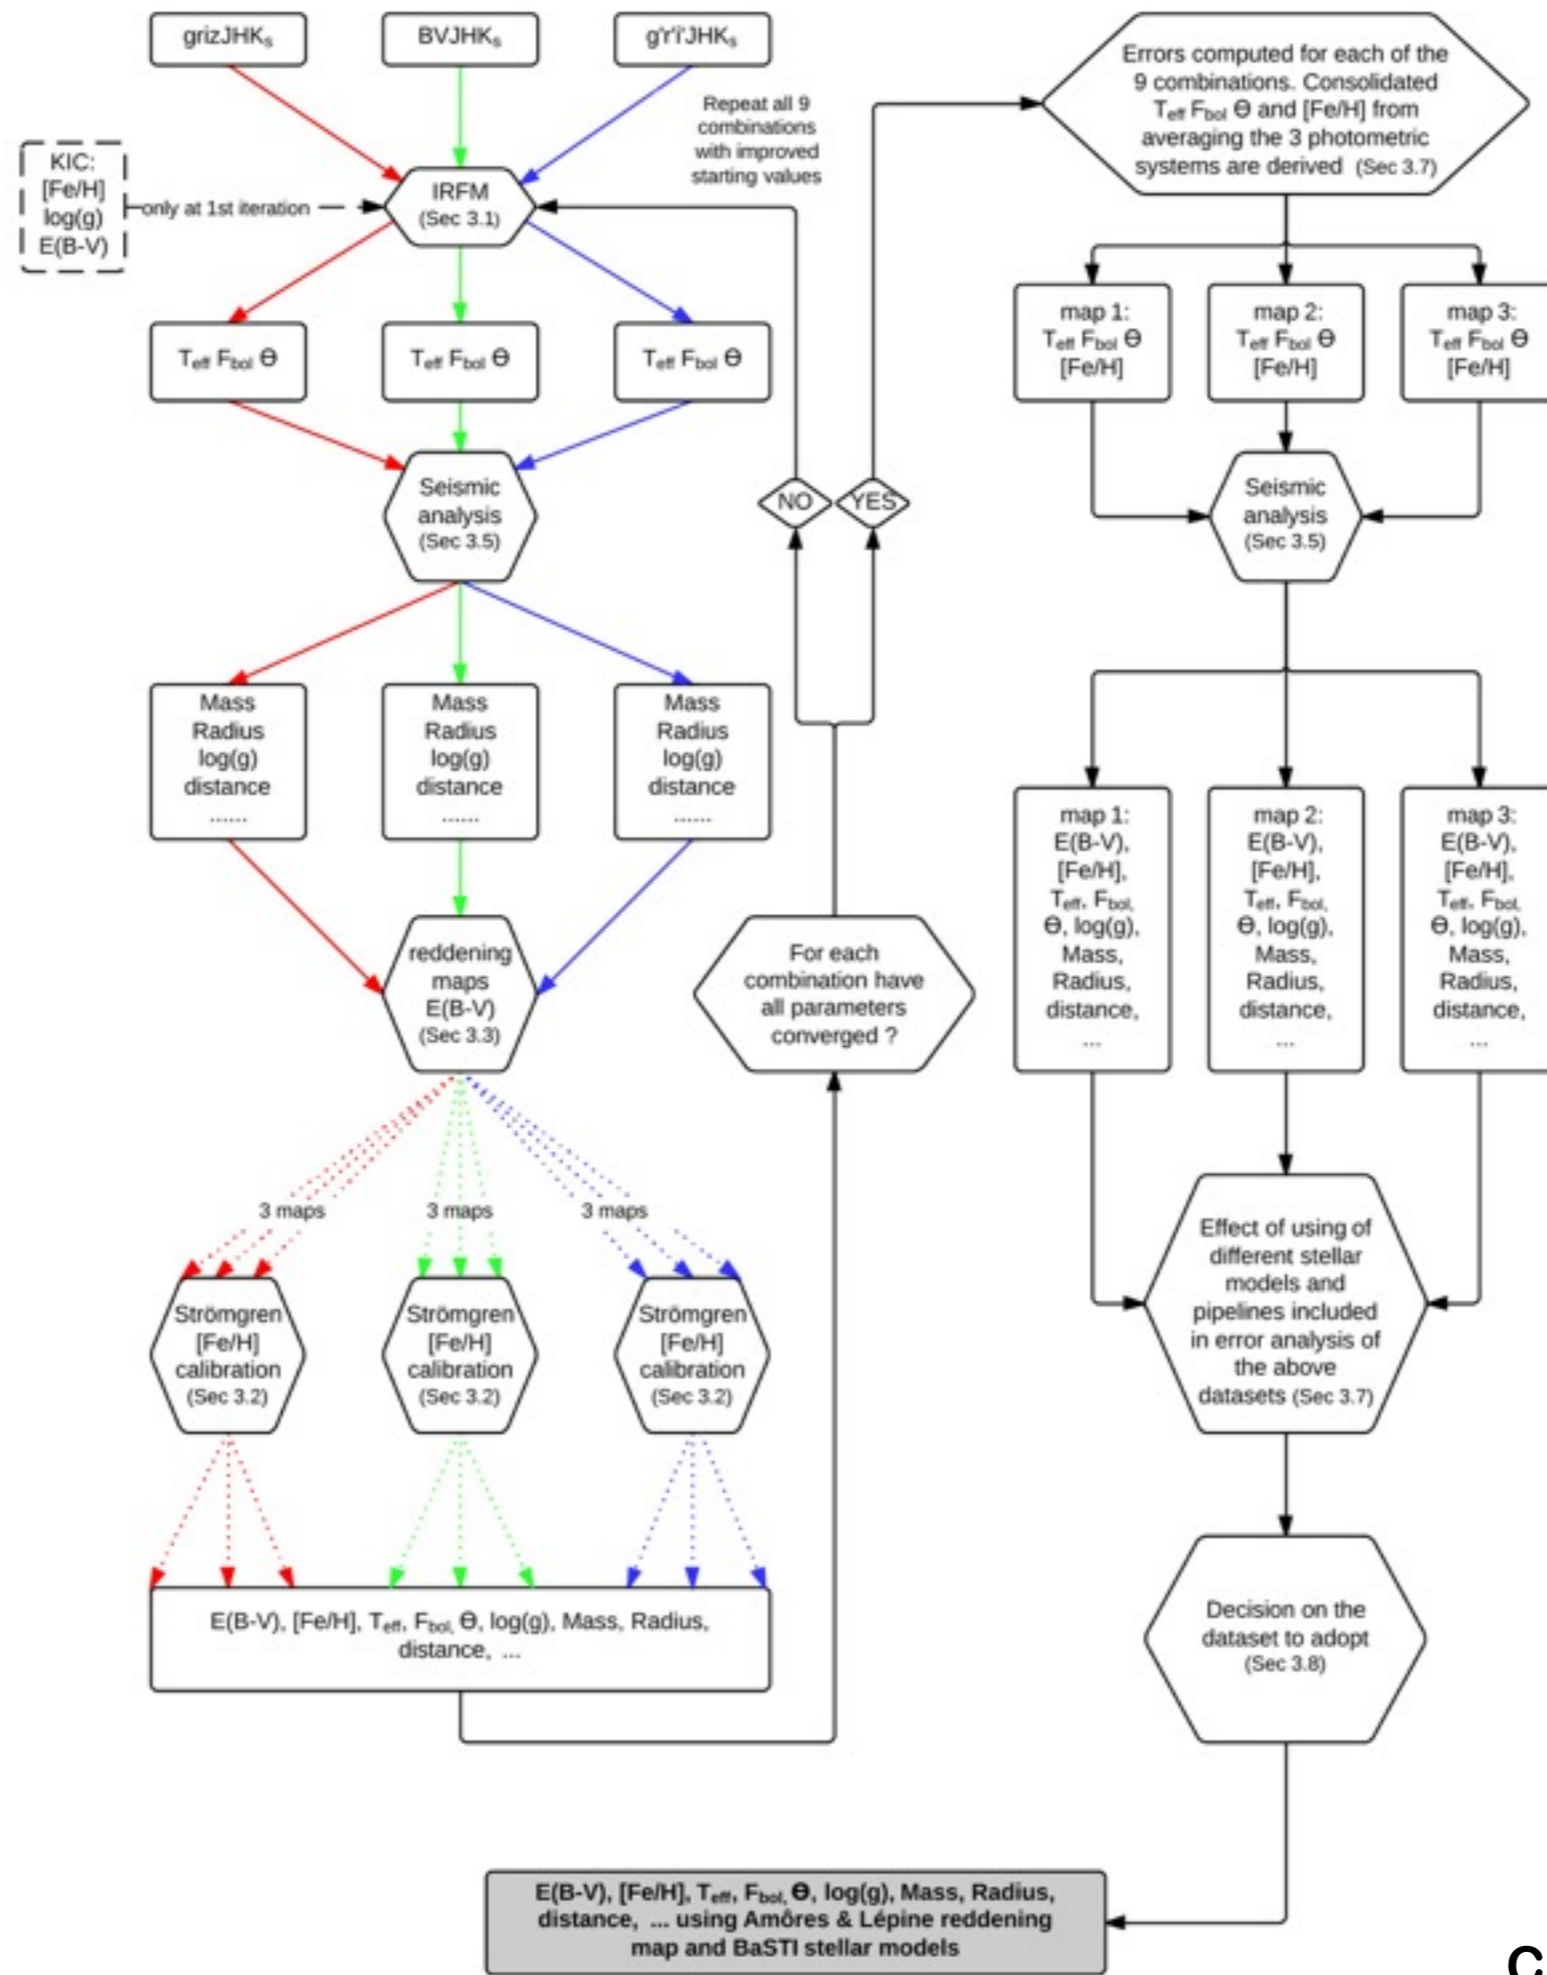 grizJHKs
BVJHKs
g'r'i'JHKs
Repeat all 9
combinations
with improved
starting values
KIC:
[Fe/H]
log(g)
E(B-V)
only at 1st iteration
IRFM
(Sec 3.1)
Teff Fbol Θ
Teff Fbol Θ
Teff Fbol Θ
Seismic
analysis
(Sec 3.5)
Mass
Radius
log(g)
distance
......
Mass
Radius
log(g)
distance
......
Mass
Radius
log(g)
distance
......
reddening
maps
E(B-V)
(Sec 3.3)
3 maps
3 maps
3 maps
Strömgren
[Fe/H]
calibration
(Sec 3.2)
Strömgren
[Fe/H]
calibration
(Sec 3.2)
Strömgren
[Fe/H]
calibration
(Sec 3.2)
E(B-V), [Fe/H], Teff, Fbol, Θ, log(g), Mass, Radius,
distance, ...
For each
combination have
all parameters
converged ?
NO
YES
Errors computed for each of the
9 combinations. Consolidated
Teff Fbol Θ and [Fe/H] from
averaging the 3 photometric
systems are derived (Sec 3.7)
map 1:
Teff Fbol Θ
[Fe/H]
map 2:
Teff Fbol Θ
[Fe/H]
map 3:
Teff Fbol Θ
[Fe/H]
Seismic
analysis
(Sec 3.5)
map 1:
E(B-V),
[Fe/H],
Teff, Fbol,
Θ, log(g),
Mass,
Radius,
distance,
...
map 2:
E(B-V),
[Fe/H],
Teff, Fbol,
Θ, log(g),
Mass,
Radius,
distance,
...
map 3:
E(B-V),
[Fe/H],
Teff, Fbol,
Θ, log(g),
Mass,
Radius,
distance,
...
Effect of using of
different stellar
models and
pipelines included
in error analysis of
the above
datasets (Sec 3.7)
Decision on the
dataset to adopt
(Sec 3.8)
E(B-V), [Fe/H], Teff, Fbol, Θ, log(g), Mass, Radius,
distance, ... using Amôres & Lépine reddening
map and BaSTI stellar models
C